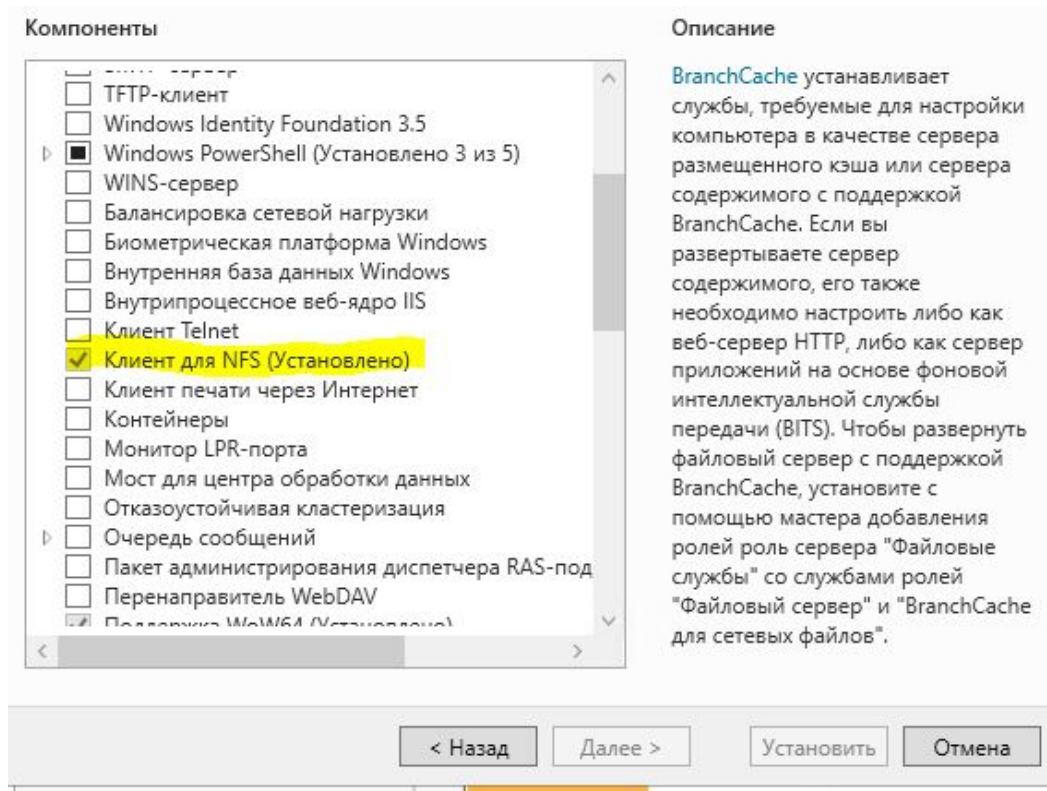 Компоненты
TFTP-клиент
Windows Identity Foundation 3.5
Windows PowerShell (Установлено 3 из 5)
WINS-сервер
Балансировка сетевой нагрузки
Биометрическая платформа Windows
Внутренняя база данных Windows
Внутрипроцессное веб-ядро IIS
Клиент Telnet
Клиент для NFS (Установлено)
Клиент печати через Интернет
Контейнеры
Монитор LPR-порта
Мост для центра обработки данных
Отказоустойчивая кластеризация
Очередь сообщений
Пакет администрирования диспетчера RAS-под
Перенаправитель WebDAV
Поддержка WoW64 (Установлено)
Описание
BranchCache устанавливает
службы, требуемые для настройки
компьютера в качестве сервера
размещенного кэша или сервера
содержимого с поддержкой
BranchCache. Если вы
развертываете сервер
содержимого, его также
необходимо настроить либо как
веб-сервер HTTP, либо как сервер
приложений на основе фоновой
интеллектуальной службы
передачи (BITS). Чтобы развернуть
файловый сервер с поддержкой
BranchCache, установите с
помощью мастера добавления
ролей роль сервера "Файловые
службы" со службами ролей
"Файловый сервер" и "BranchCache
для сетевых файлов".
< Назад
Далее >
Установить
Отмена